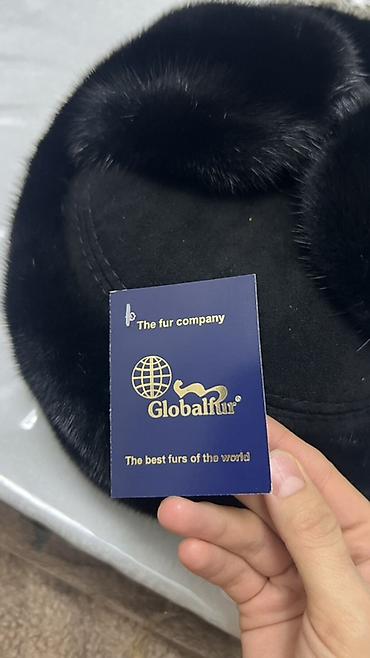 The fur company
Globalfur®
The best furs of the world